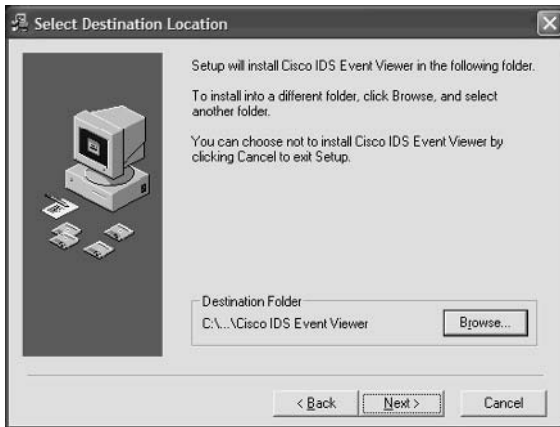 Select Destination Location
Setup will install Cisco IDS Event Viewer in the following folder.
To install into a different folder, click Browse, and select
another folder.
You can choose not to install Cisco IDS Event Viewer by
clicking Cancel to exit Setup.
Destination Folder
C:\...\Cisco IDS Event Viewer
Browse...
< Back
Next >
Cancel